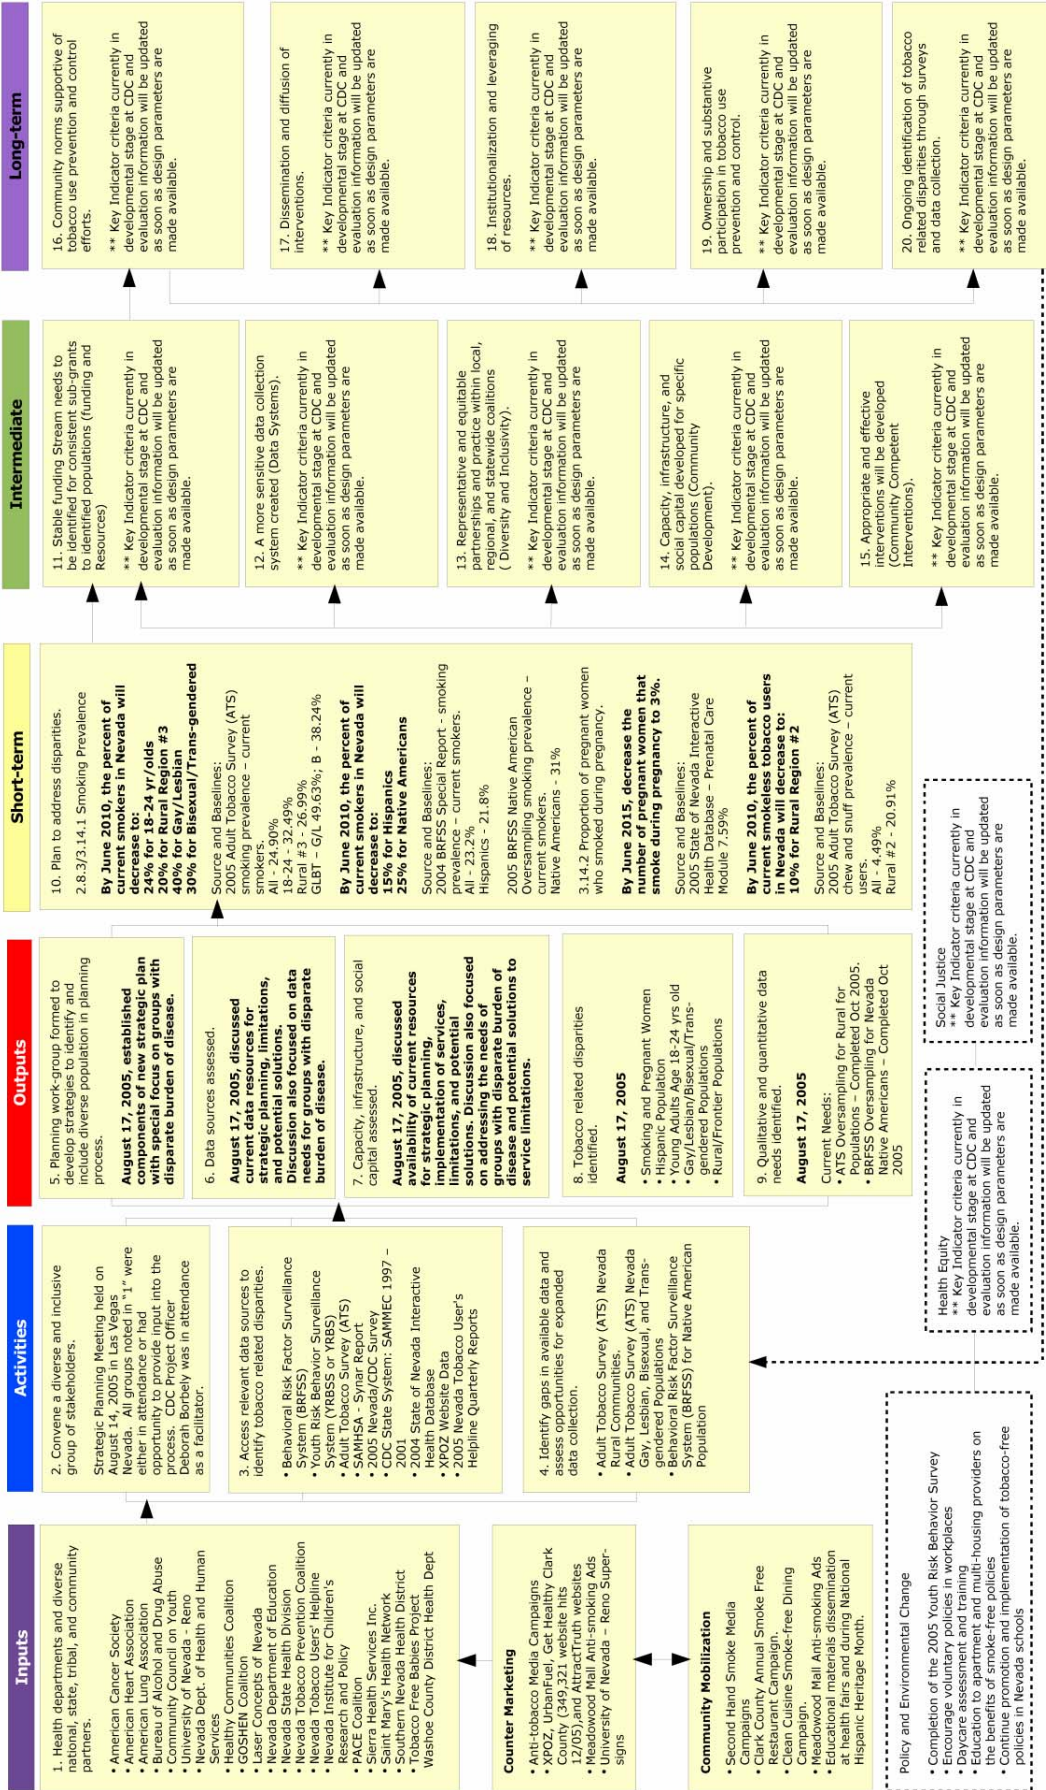 Inputs
1. Health departments and diverse
national, state, tribal, and community
partners.
• American Cancer Society
• American Heart Association
• American Lung Association
• Bureau of Alcohol and Drug Abuse
• Community Council on Youth
• University of Nevada - Reno
• Nevada Dept. of Health and Human
Services
• Healthy Communities Coalition
• GOSHEN Coalition
• Laser Concepts of Nevada
• Nevada Department of Education
• Nevada State Health Division
• Nevada Tobacco Prevention Coalition
• Nevada Tobacco Users' Helpline
• Nevada Institute for Children's
Research and Policy
• PACE Coalition
• Sierra Health Services Inc.
• Saint Mary's Health Network
• Southern Nevada Health District
• Tobacco Free Babies Project
• Washoe County District Health Dept
Counter Marketing
• Anti-tobacco Media Campaigns
• XPOZ, UrbanFuel, Get Healthy Clark
County (349,321 website hits
12/05),and AttractTruth websites
• Meadowood Mall Anti-smoking Ads
• University of Nevada – Reno Super-
signs
Community Mobilization
• Second Hand Smoke Media
Campaigns
• Clark County Annual Smoke Free
Restaurant Campaign.
• Clean Cuisine Smoke-free Dining
Campaign.
• Meadowood Mall Anti-smoking Ads
• Educational materials dissemination
at health fairs and during National
Hispanic Heritage Month.
Policy and Environmental Change
• Completion of the 2005 Youth Risk Behavior Survey
• Encourage voluntary policies in workplaces
• Daycare assessment and training
• Education to apartment and multi-housing providers on
the benefits of smoke-free policies
• Continue promotion and implementation of tobacco-free
policies in Nevada schools
Activities
2. Convene a diverse and inclusive
group of stakeholders.
Strategic Planning Meeting held on
August 14, 2005 in Las Vegas
Nevada. All groups noted in "1" were
either in attendance or had
opportunity to provide input into the
process. CDC Project Officer
Deborah Borbely was in attendance
as a facilitator.
3. Access relevant data sources to
identify tobacco related disparities.
• Behavioral Risk Factor Surveillance
System (BRFSS)
• Youth Risk Behavior Surveillance
System (YRBSS or YRBS)
• Adult Tobacco Survey (ATS)
• SAMHSA - Synar Report
• 2005 Nevada/CDC Survey
• CDC State System: SAMMEC 1997 –
2001
• 2004 State of Nevada Interactive
Health Database
• XPOZ Website Data
• 2005 Nevada Tobacco User's
Helpline Quarterly Reports
4. Identify gaps in available data and
assess opportunities for expanded
data collection.
• Adult Tobacco Survey (ATS) Nevada
Rural Communities.
• Adult Tobacco Survey (ATS) Nevada
Gay, Lesbian, Bisexual, and Trans-
gendered Populations
• Behavioral Risk Factor Surveillance
System (BRFSS) for Native American
Population
Outputs
5. Planning work-group formed to
develop strategies to identify and
include diverse population in planning
process.
August 17, 2005, established
components of new strategic plan
with special focus on groups with
disparate burden of disease.
6. Data sources assessed.
August 17, 2005, discussed
current data resources for
strategic planning, limitations,
and potential solutions.
Discussion also focused on data
needs for groups with disparate
burden of disease.
7. Capacity, infrastructure, and social
capital assessed.
August 17, 2005, discussed
availability of current resources
for strategic planning,
implementation of services,
limitations, and potential
solutions. Discussion also focused
on addressing the needs of
groups with disparate burden of
disease and potential solutions to
service limitations.
8. Tobacco related disparities
identified.
August 17, 2005
• Smoking and Pregnant Women
• Hispanic Population
• Young Adults Age 18-24 yrs old
• Gay/Lesbian/Bisexual/Trans-
gendered Populations
• Rural/Frontier Populations
9. Qualitative and quantitative data
needs identified.
August 17, 2005
Current Needs:
• ATS Oversampling for Rural for
Populations – Completed Oct 2005.
• BRFSS Oversampling for Nevada
Native Americans – Completed Oct
2005
Health Equity
** Key Indicator criteria currently in
developmental stage at CDC and
evaluation information will be updated
as soon as design parameters are
made available.
Social Justice
** Key Indicator criteria currently in
developmental stage at CDC and
evaluation information will be updated
as soon as design parameters are
made available.
Short-term
10. Plan to address disparities.
2.8.3/3.14.1 Smoking Prevalence
By June 2010, the percent of
current smokers in Nevada will
decrease to:
24% for 18-24 yr/olds
20% for Rural Region #3
40% for Gay/Lesbian
30% for Bisexual/Trans-gendered
Source and Baselines:
2005 Adult Tobacco Survey (ATS)
smoking prevalence – current
smokers.
All - 24.90%
18-24 - 32.49%
Rural #3 - 26.99%
GLBT – G/L 49.63%; B - 38.24%
By June 2010, the percent of
current smokers in Nevada will
decrease to:
15% for Hispanics
25% for Native Americans
Source and Baselines:
2004 BRFSS Special Report - smoking
prevalence – current smokers.
All - 23.2%
Hispanics - 21.8%
2005 BRFSS Native American
Oversampling smoking prevalence –
current smokers.
Native Americans - 31%
3.14.2 Proportion of pregnant women
who smoked during pregnancy.
By June 2015, decrease the
number of pregnant women that
smoke during pregnancy to 3%.
Source and Baselines:
2005 State of Nevada Interactive
Health Database – Prenatal Care
Module 7.59%
By June 2010, the percent of
current smokeless tobacco users
in Nevada will decrease to:
10% for Rural Region #2
Source and Baselines:
2005 Adult Tobacco Survey (ATS)
chew and snuff prevalence – current
users.
All - 4.49%
Rural #2 - 20.91%
Intermediate
11. Stable funding Stream needs to
be identified for consistent sub-grants
to identified populations (funding and
Resources)
** Key Indicator criteria currently in
developmental stage at CDC and
evaluation information will be updated
as soon as design parameters are
made available.
12. A more sensitive data collection
system created (Data Systems).
** Key Indicator criteria currently in
developmental stage at CDC and
evaluation information will be updated
as soon as design parameters are
made available.
13. Representative and equitable
partnerships and practice within local,
regional, and statewide coalitions
( Diversity and Inclusivity).
** Key Indicator criteria currently in
developmental stage at CDC and
evaluation information will be updated
as soon as design parameters are
made available.
14. Capacity, infrastructure, and
social capital developed for specific
populations (Community
Development).
** Key Indicator criteria currently in
developmental stage at CDC and
evaluation information will be updated
as soon as design parameters are
made available.
15. Appropriate and effective
interventions will be developed
(Community Competent
Interventions).
** Key Indicator criteria currently in
developmental stage at CDC and
evaluation information will be updated
as soon as design parameters are
made available.
Long-term
16. Community norms supportive of
tobacco use prevention and control
efforts.
** Key Indicator criteria currently in
developmental stage at CDC and
evaluation information will be updated
as soon as design parameters are
made available.
17. Dissemination and diffusion of
interventions.
** Key Indicator criteria currently in
developmental stage at CDC and
evaluation information will be updated
as soon as design parameters are
made available.
18. Institutionalization and leveraging
of resources.
** Key Indicator criteria currently in
developmental stage at CDC and
evaluation information will be updated
as soon as design parameters are
made available.
19. Ownership and substantive
participation in tobacco use
prevention and control.
** Key Indicator criteria currently in
developmental stage at CDC and
evaluation information will be updated
as soon as design parameters are
made available.
20. Ongoing identification of tobacco
related disparities through surveys
and data collection.
** Key Indicator criteria currently in
developmental stage at CDC and
evaluation information will be updated
as soon as design parameters are
made available.